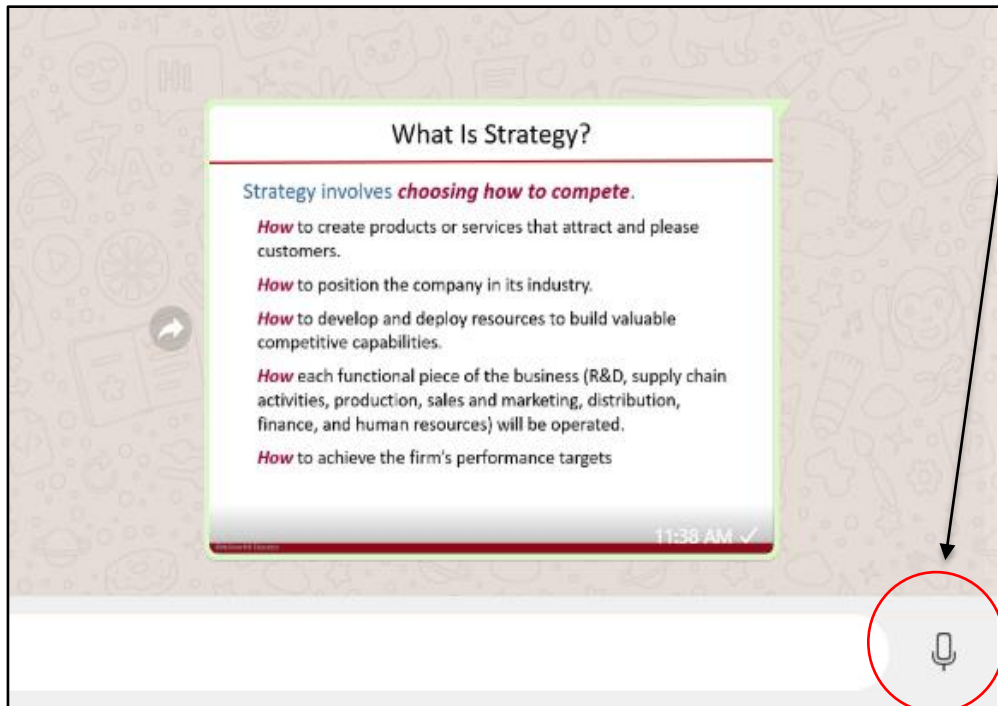 What Is Strategy?
Strategy involves choosing how to compete.
How to create products or services that attract and please
customers.
How to position the company in its industry.
How to develop and deploy resources to build valuable
competitive capabilities.
How each functional piece of the business (R&D, supply chain
activities, production, sales and marketing, distribution,
finance, and human resources) will be operated.
How to achieve the firm's performance targets
11:38 AM